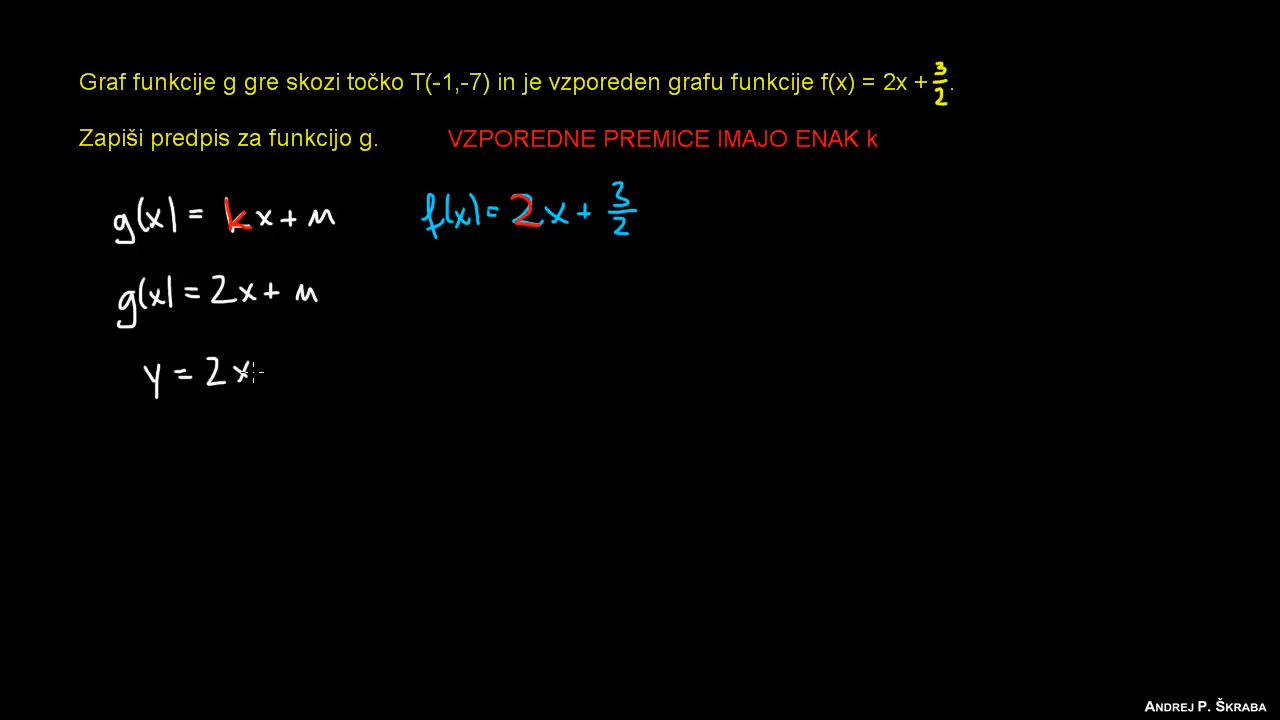 Graf funkcije g gre skozi točko T(-1,-7) in je vzporeden grafu funkcije f(x) = 2x + 3/2.
Zapiši predpis za funkcijo g. VZPOREDNE PREMICE IMAJO ENAK k
g(x) = kx + n f(x) = 2x + 3/2
g(x) = 2x + n
y = 2x
ANDREJ P. ŠKRABA